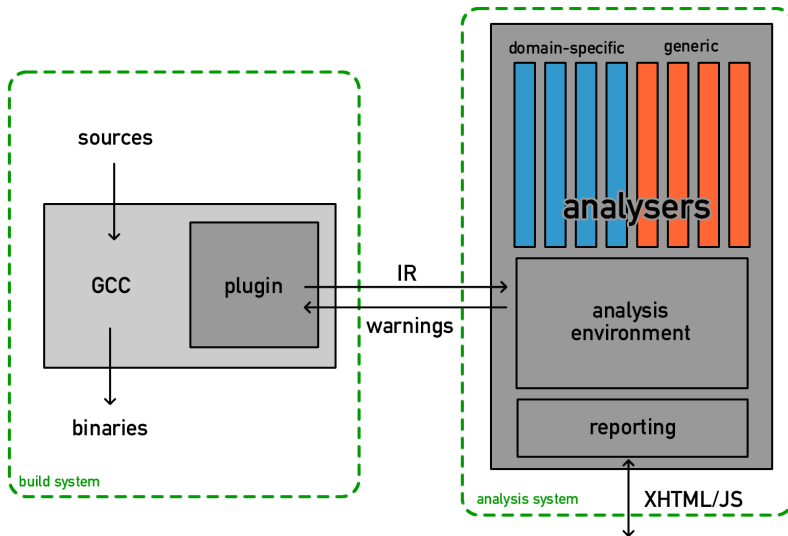 sources
GCC
plugin
binaries
build system
IR
warnings
domain-specific
generic
analysers
analysis
environment
reporting
analysis system
XHTML/JS